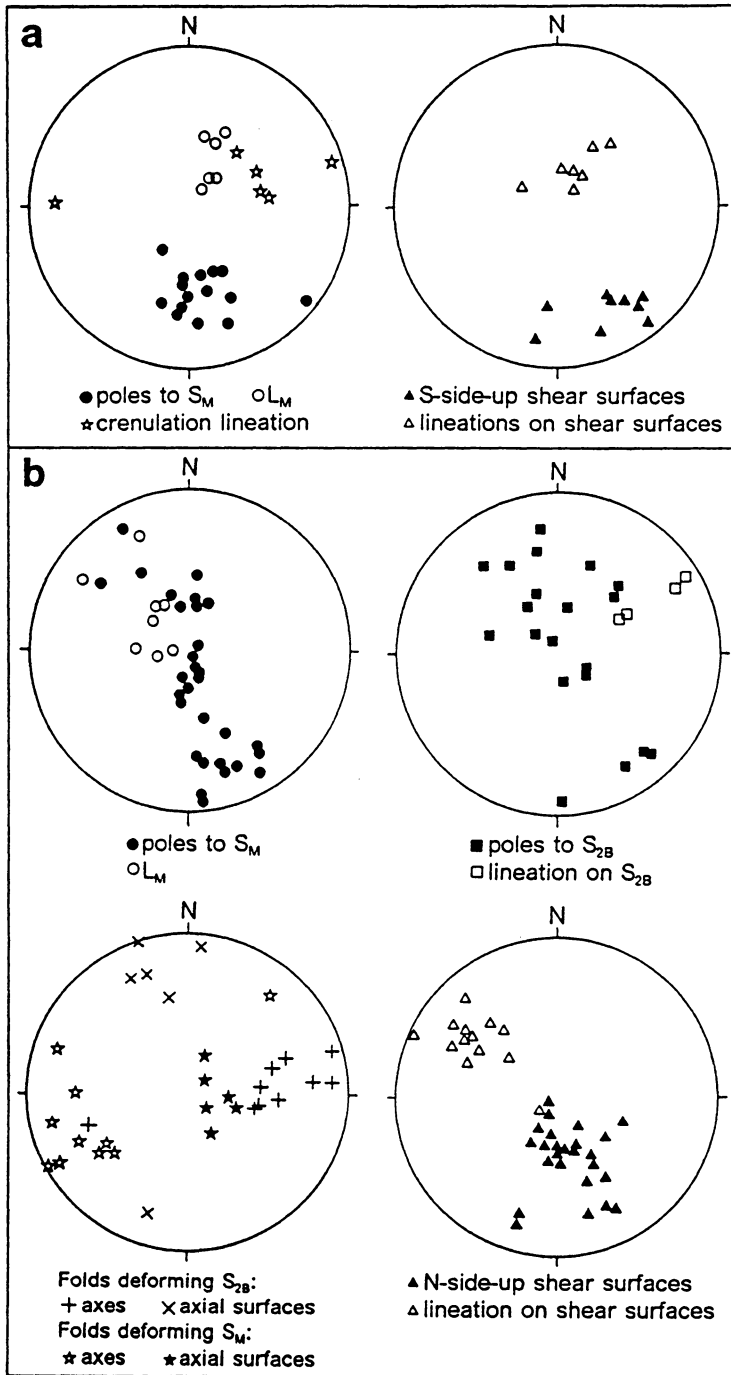 a
N
N
● poles to S_M ○ L_M
☆ crenulation lineation
▲ S-side-up shear surfaces
△ lineations on shear surfaces
b
N
N
● poles to S_M
○ L_M
■ poles to S_2B
□ lineation on S_2B
N
N
Folds deforming S_2B:
+ axes × axial surfaces
Folds deforming S_M:
☆ axes ★ axial surfaces
▲ N-side-up shear surfaces
△ lineation on shear surfaces